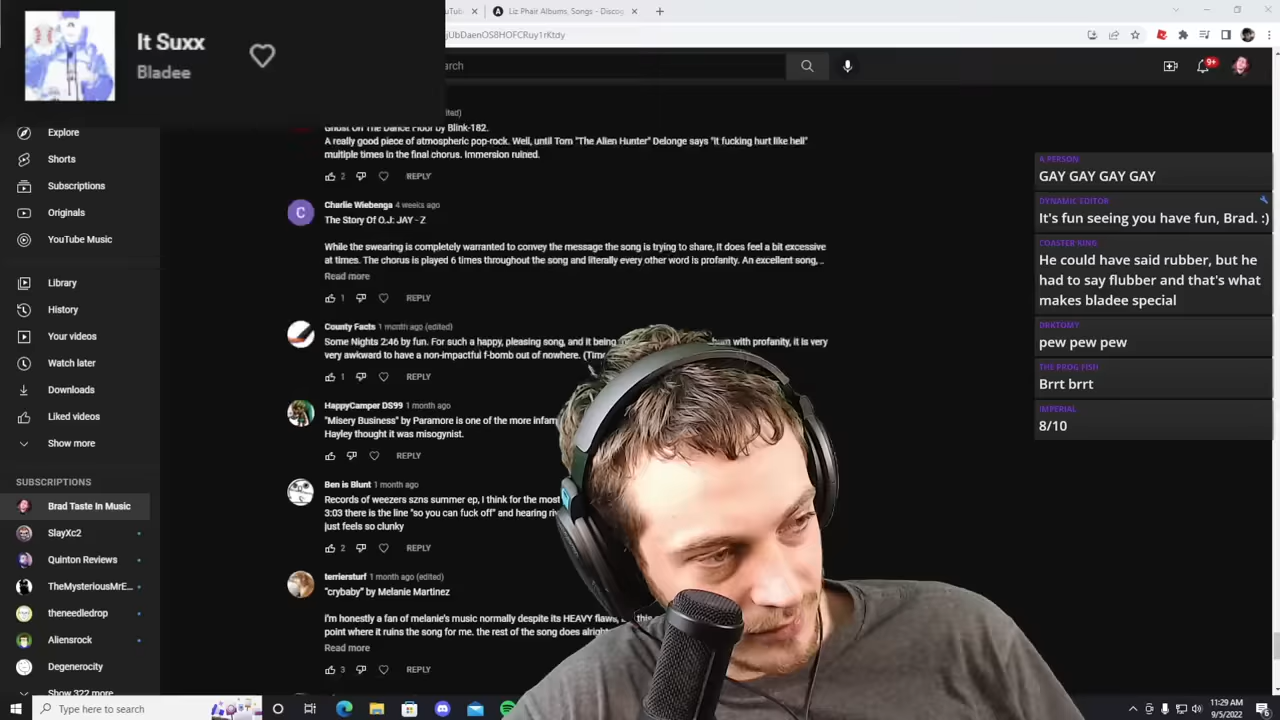 It Suxx
Bladee
Liz Phair Albums, Songs - Discog
jUbDaenOS8HOFCRuy1rKtdy
arch
9+
Explore
Shorts
Subscriptions
Originals
YouTube Music
Library
History
Your videos
Watch later
Downloads
Liked videos
Show more
SUBSCRIPTIONS
Brad Taste In Music
SlayXc2
Quinton Reviews
TheMysteriousMrE...
theneedledrop
Aliensrock
Degenerocity
Show 322 more
Ghost On The Dance Floor by Blink-182.
A really good piece of atmospheric pop-rock. Well, until Tom "The Alien Hunter" Delonge says "It fucking hurt like hell"
multiple times in the final chorus. Immersion ruined.
2 REPLY
C
Charlie Wiebenga 4 weeks ago
The Story Of O.J: JAY - Z
While the swearing is completely warranted to convey the message the song is trying to share, It does feel a bit excessive
at times. The chorus is played 6 times throughout the song and literally every other word is profanity. An excellent song, ..
Read more
1 REPLY
County Facts 1 month ago (edited)
Some Nights 2:46 by fun. For such a happy, pleasing song, and it being with profanity, it is very
very awkward to have a non-impactful f-bomb out of nowhere.
1 REPLY
HappyCamper DS99 1 month ago
"Misery Business" by Paramore is one of the more infam
Hayley thought it was misogynist.
REPLY
Ben is Blunt 1 month ago
Records of weezers szns summer ep, I think for the most
3:03 there is the line "so you can fuck off" and hearing riv
just feels so clunky
2 REPLY
terriersturf 1 month ago (edited)
"crybaby" by Melanie Martinez
I'm honestly a fan of melanie's music normally despite its HEAVY flaws,
point where it ruins the song for me. the rest of the song does alright
Read more
3 REPLY
A PERSON
GAY GAY GAY GAY
DYNAMIC EDITOR
It's fun seeing you have fun, Brad. :)
COASTER KING
He could have said rubber, but he
had to say flubber and that's what
makes bladee special
DRKTOMY
pew pew pew
THE PROG FISH
Brrt brrt
IMPERIAL
8/10
Type here to search
11:29 AM
9/5/2022